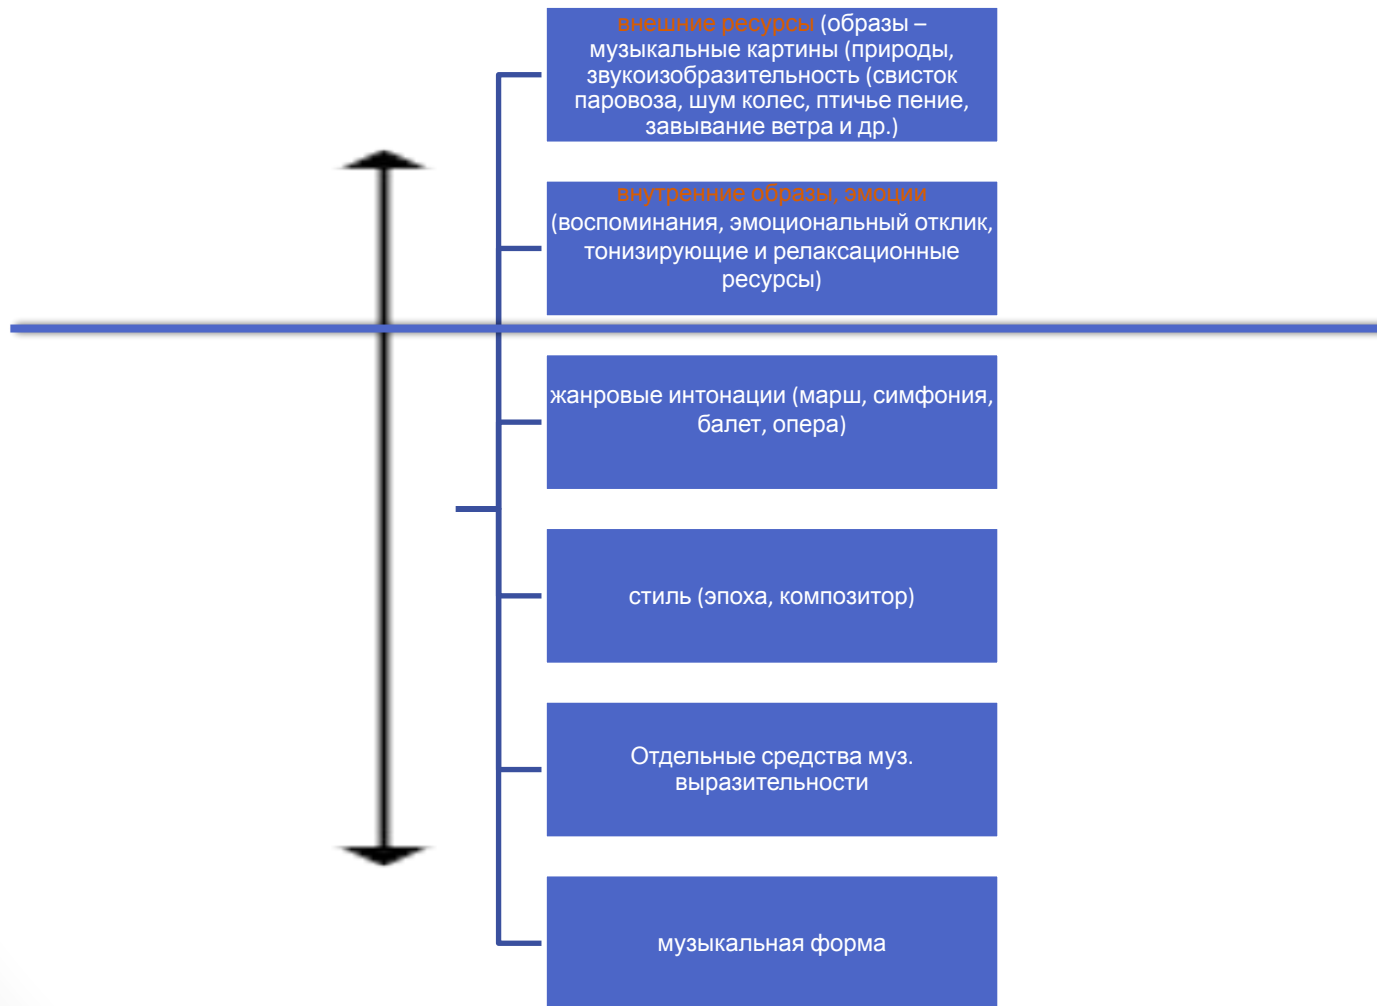 внешние ресурсы (образы –
музыкальные картины (природы,
звукоизобразительность (свисток
паровоза, шум колес, птичье пение,
завывание ветра и др.)
внутренние образы, эмоции
(воспоминания, эмоциональный отклик,
тонизирующие и релаксационные
ресурсы)
жанровые интонации (марш, симфония,
балет, опера)
стиль (эпоха, композитор)
Отдельные средства муз.
выразительности
музыкальная форма